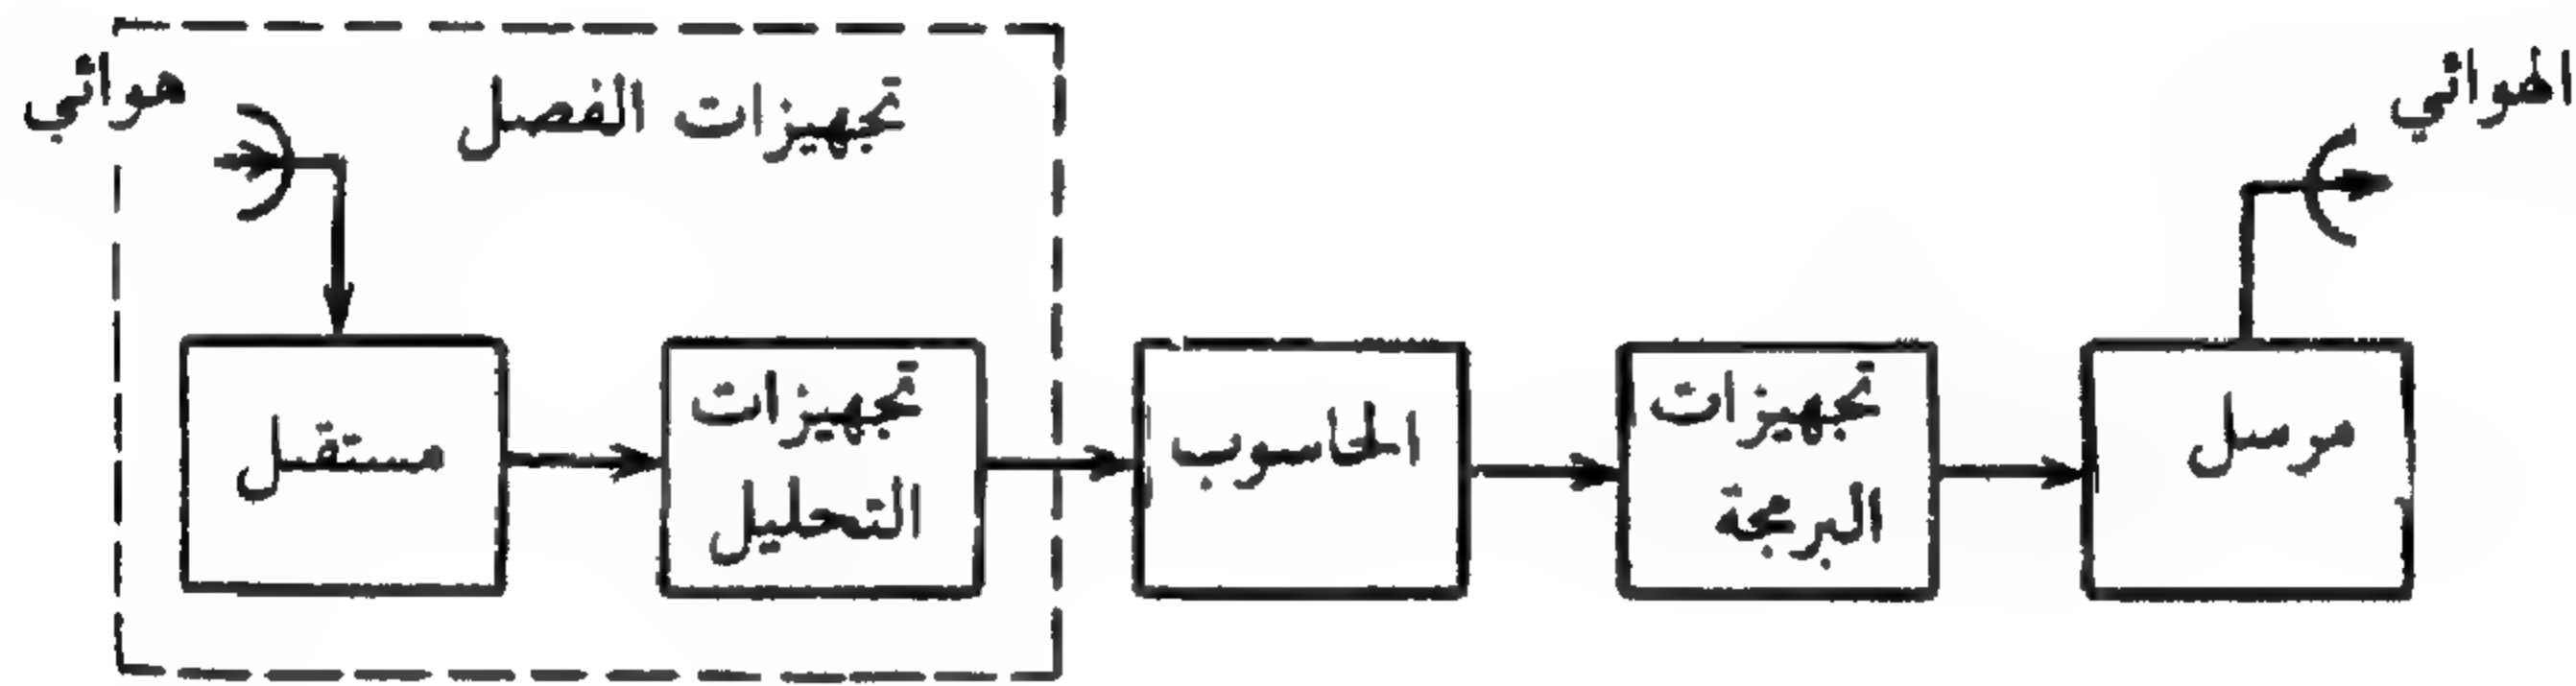 هوائي
تجهيزات الفصل
الهوائي
مستقبل
تجهيزات
التحليل
الحاسوب
تجهيزات
البرمجة
مرسل